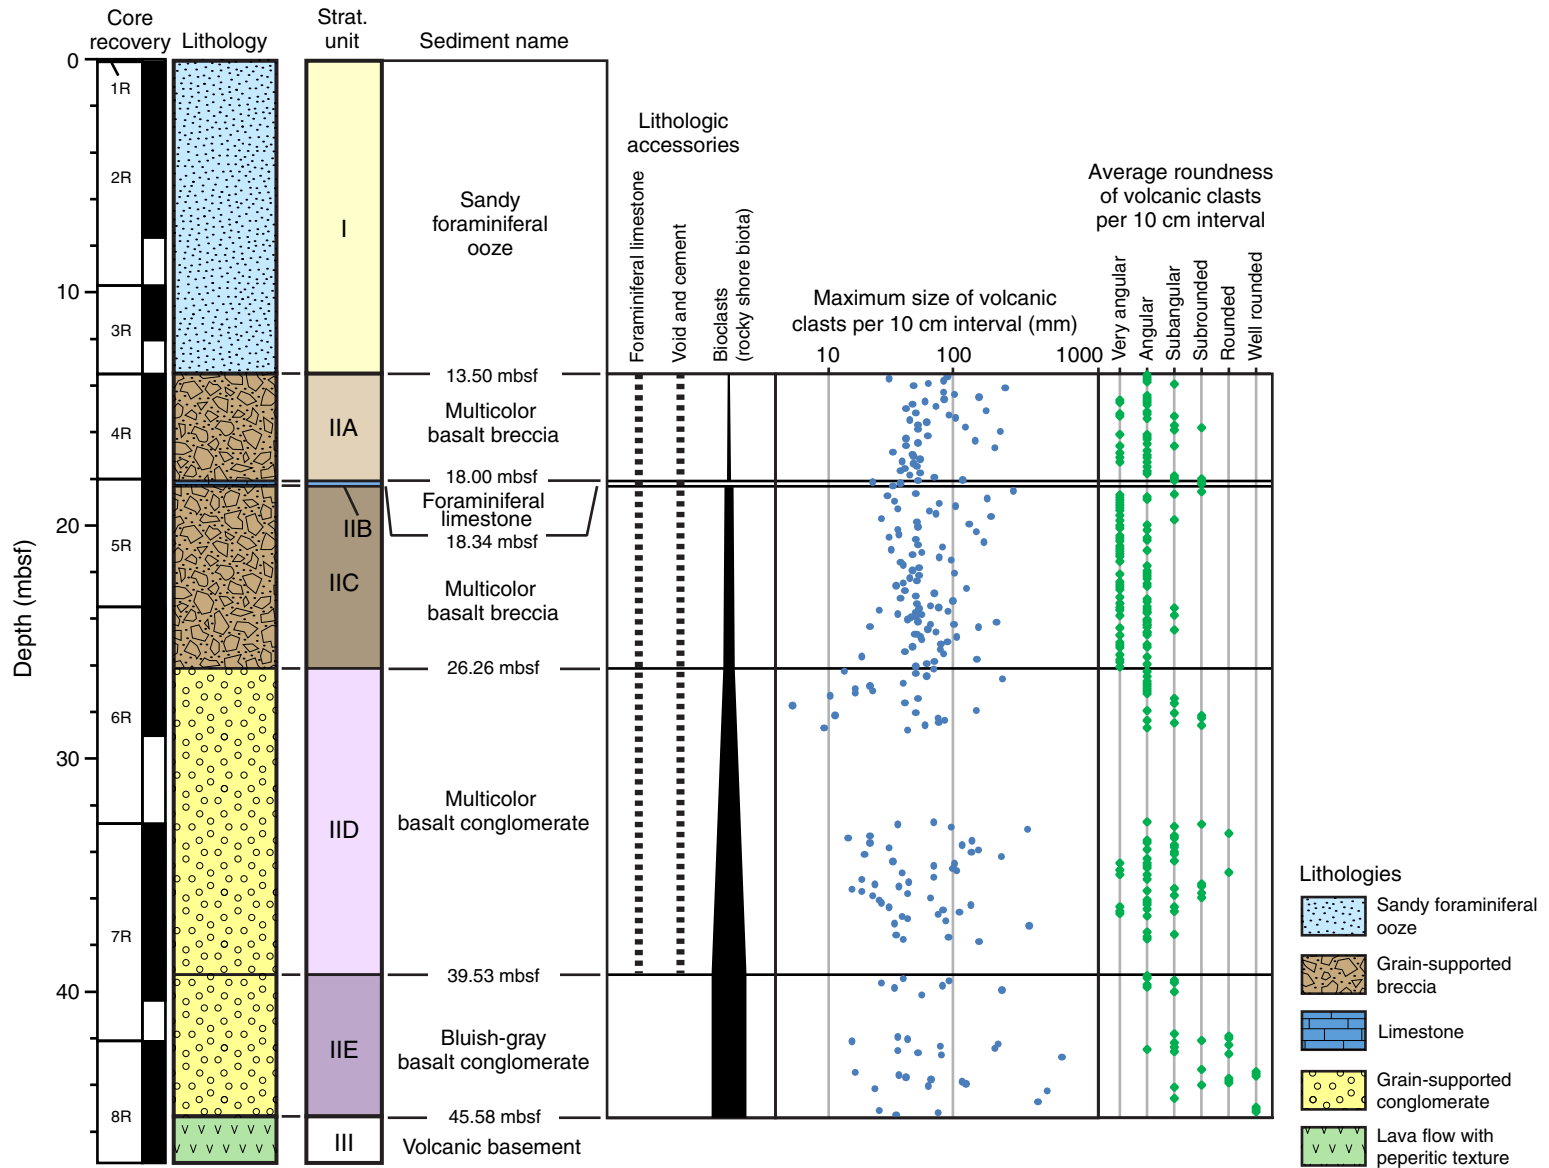 Core
recovery
Lithology
Strat.
unit
Sediment name
Lithologic
accessories
Foraminiferal limestone
Void and cement
Bioclasts
(rocky shore biota)
Maximum size of volcanic
clasts per 10 cm interval (mm)
10
100
1000
Average roundness
of volcanic clasts
per 10 cm interval
Very angular
Angular
Subangular
Subrounded
Rounded
Well rounded
Depth (mbsf)
0
10
20
30
40
1R
2R
3R
4R
5R
6R
7R
8R
I
IIA
IIB
IIC
IID
IIE
III
Sandy
foraminiferal
ooze
13.50 mbsf
Multicolor
basalt breccia
18.00 mbsf
Foraminiferal
limestone
18.34 mbsf
Multicolor
basalt breccia
26.26 mbsf
Multicolor
basalt conglomerate
39.53 mbsf
Bluish-gray
basalt conglomerate
45.58 mbsf
Volcanic basement
Lithologies
Sandy foraminiferal
ooze
Grain-supported
breccia
Limestone
Grain-supported
conglomerate
Lava flow with
peperitic texture